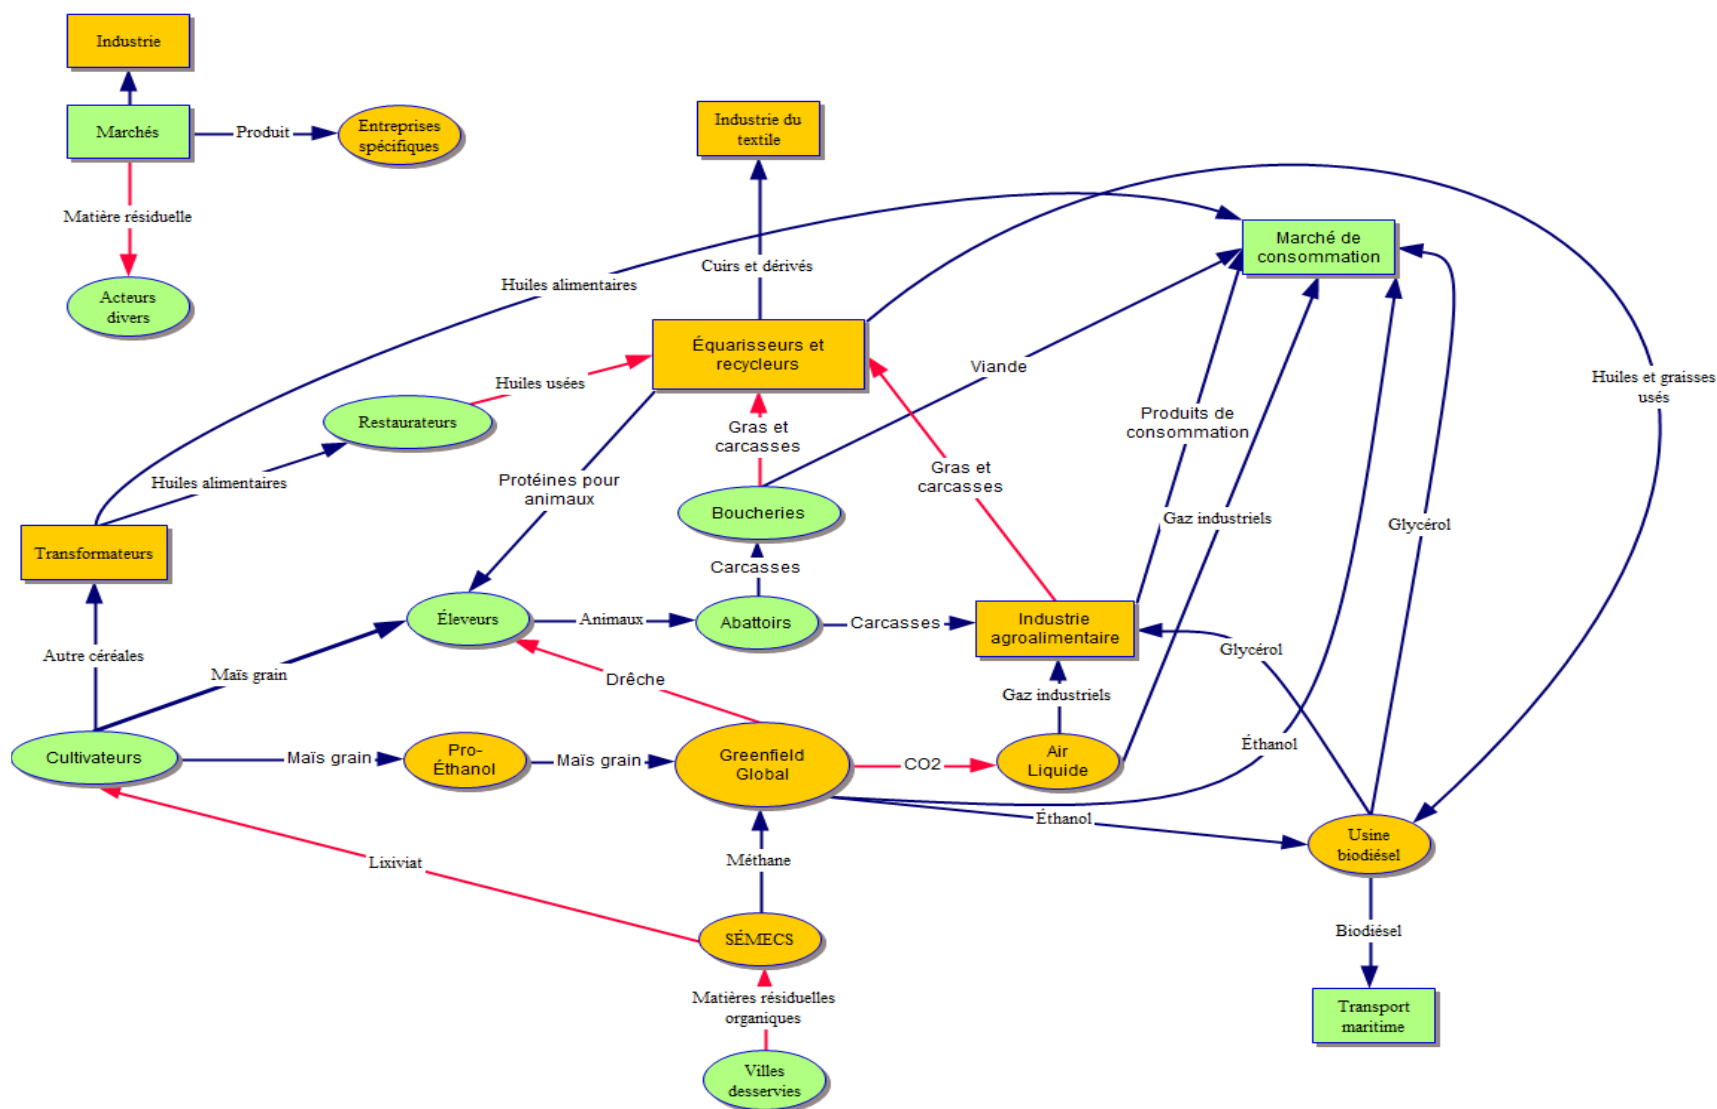 Industrie
Marchés
Produit
Entreprises
spécifiques
Matière résiduelle
Acteurs
divers
Industrie du
textile
Cuirs et dérivés
Huiles alimentaires
Marché de
consommation
Équarisseurs et
recycleurs
Viande
Huiles et graisses
usés
Huiles usées
Restaurateurs
Gras et
carcasses
Produits de
consommation
Huiles alimentaires
Protéines pour
animaux
Gras et
carcasses
Boucheries
Gaz industriels
Glycérol
Transformateurs
Carcasses
Éleveurs
Animaux
Abattoirs
Carcasses
Industrie
agroalimentaire
Autre céréales
Maïs grain
Drêche
Glycérol
Gaz industriels
Cultivateurs
Maïs grain
Pro-
Éthanol
Maïs grain
Greenfield
Global
CO2
Air
Liquide
Éthanol
Éthanol
Usine
biodiésel
Lixiviat
Méthane
SÉMECS
Biodiésel
Matières résiduelles
organiques
Transport
maritime
Villes
desservies